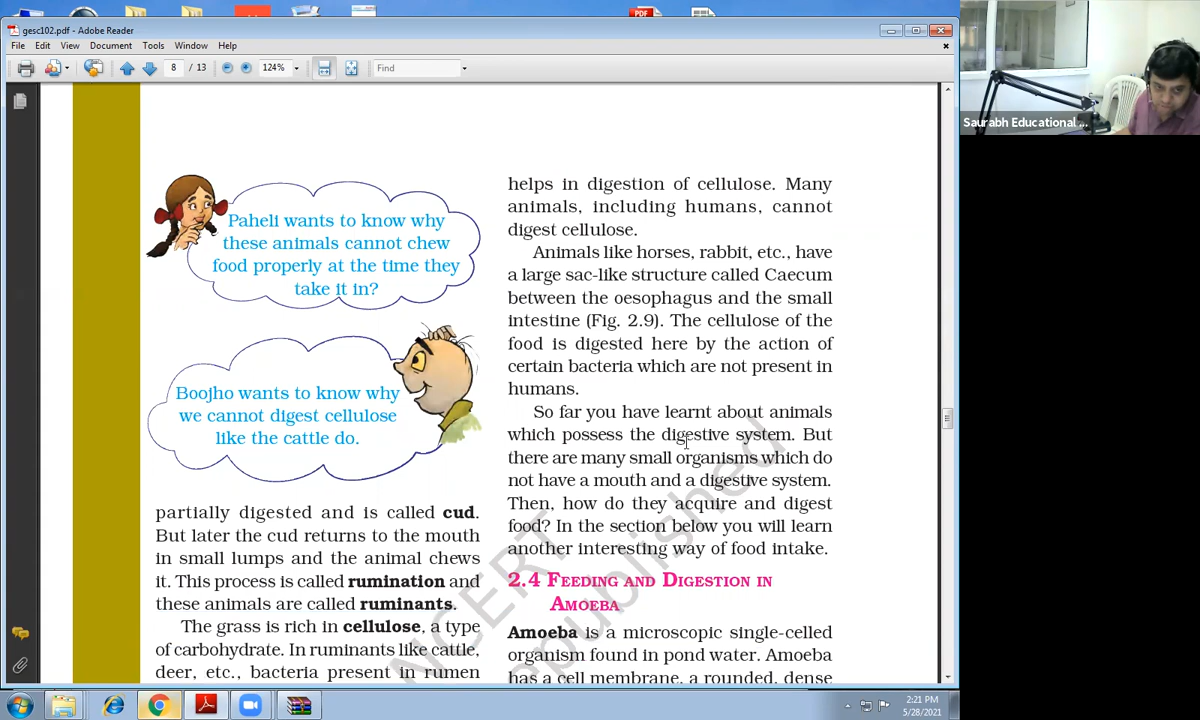 PDF
gesc102.pdf - Adobe Reader
File Edit View Document Tools Window Help
8 / 13 124% Find
Saurabh Educational ...
Paheli wants to know why
these animals cannot chew
food properly at the time they
take it in?
Boojho wants to know why
we cannot digest cellulose
like the cattle do.
partially digested and is called cud.
But later the cud returns to the mouth
in small lumps and the animal chews
it. This process is called rumination and
these animals are called ruminants.
The grass is rich in cellulose, a type
of carbohydrate. In ruminants like cattle,
deer, etc., bacteria present in rumen
helps in digestion of cellulose. Many
animals, including humans, cannot
digest cellulose.
Animals like horses, rabbit, etc., have
a large sac-like structure called Caecum
between the oesophagus and the small
intestine (Fig. 2.9). The cellulose of the
food is digested here by the action of
certain bacteria which are not present in
humans.
So far you have learnt about animals
which possess the digestive system. But
there are many small organisms which do
not have a mouth and a digestive system.
Then, how do they acquire and digest
food? In the section below you will learn
another interesting way of food intake.
2.4 FEEDING AND DIGESTION IN
AMOEBA
Amoeba is a microscopic single-celled
organism found in pond water. Amoeba
has a cell membrane, a rounded, dense
NCERT
published
2:21 PM
5/28/2021